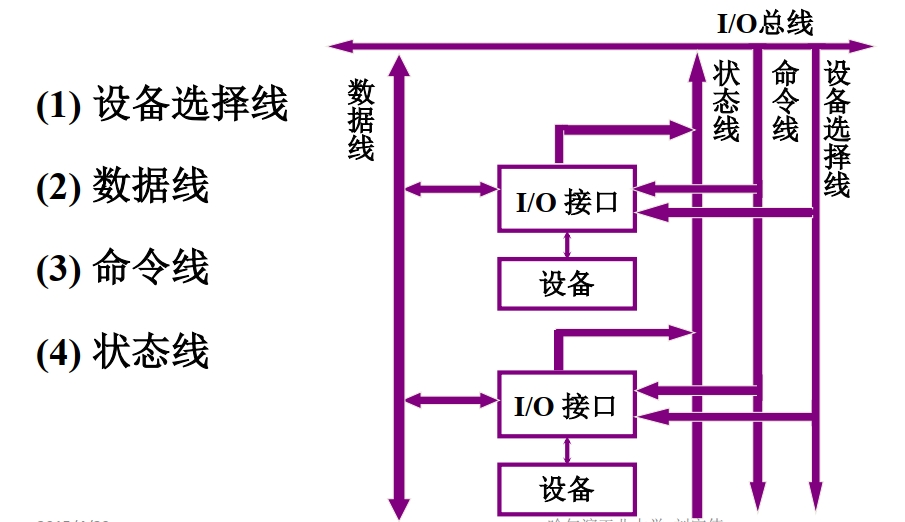 I/O总线
(1) 设备选择线
(2) 数据线
(3) 命令线
(4) 状态线
数据线
状态线
命令线
设备选择线
I/O 接口
设备
I/O 接口
设备